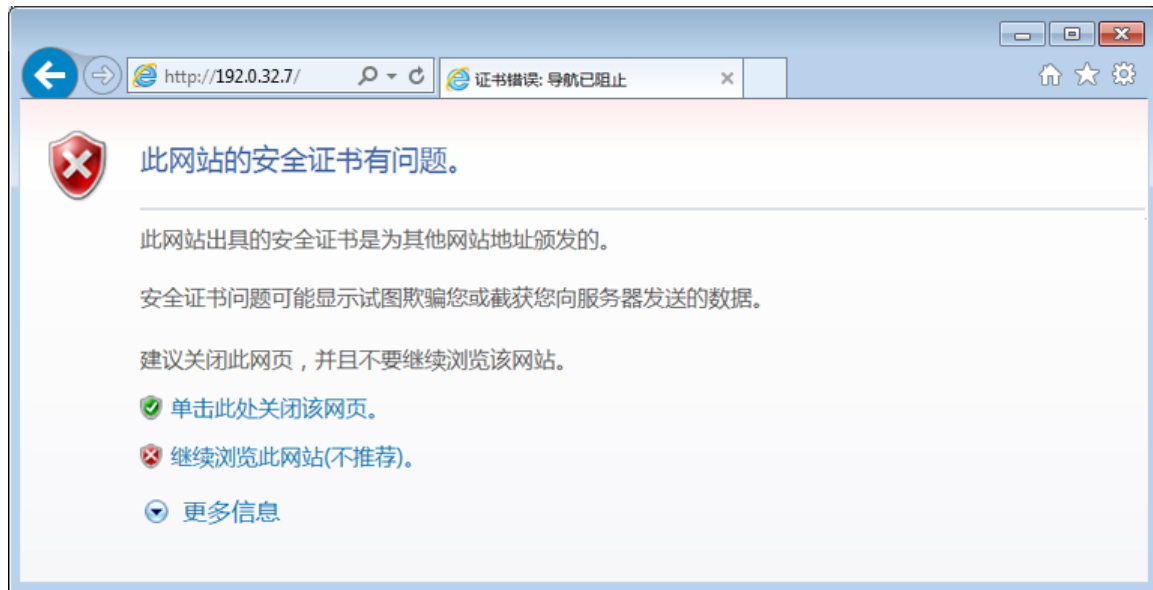 http://192.0.32.7/
证书错误: 导航已阻止
此网站的安全证书有问题。
此网站出具的安全证书是为其他网站地址颁发的。
安全证书问题可能显示试图欺骗您或截获您向服务器发送的数据。
建议关闭此网页，并且不要继续浏览该网站。
单击此处关闭该网页。
继续浏览此网站(不推荐)。
更多信息